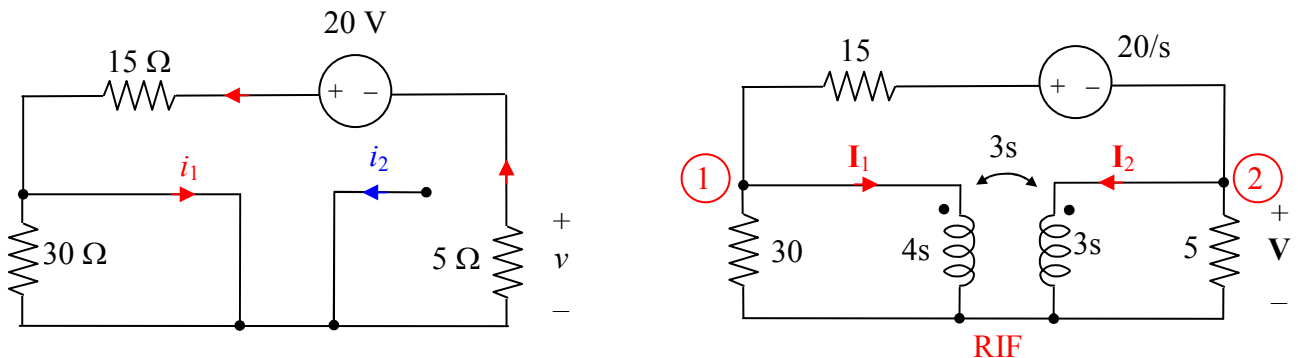 20 V
15 Ω
+ −
i₁
i₂
30 Ω
5 Ω
+
v
−
15
20/s
+ −
1
I₁
3s
I₂
2
30
4s
3s
5
+
V
−
RIF